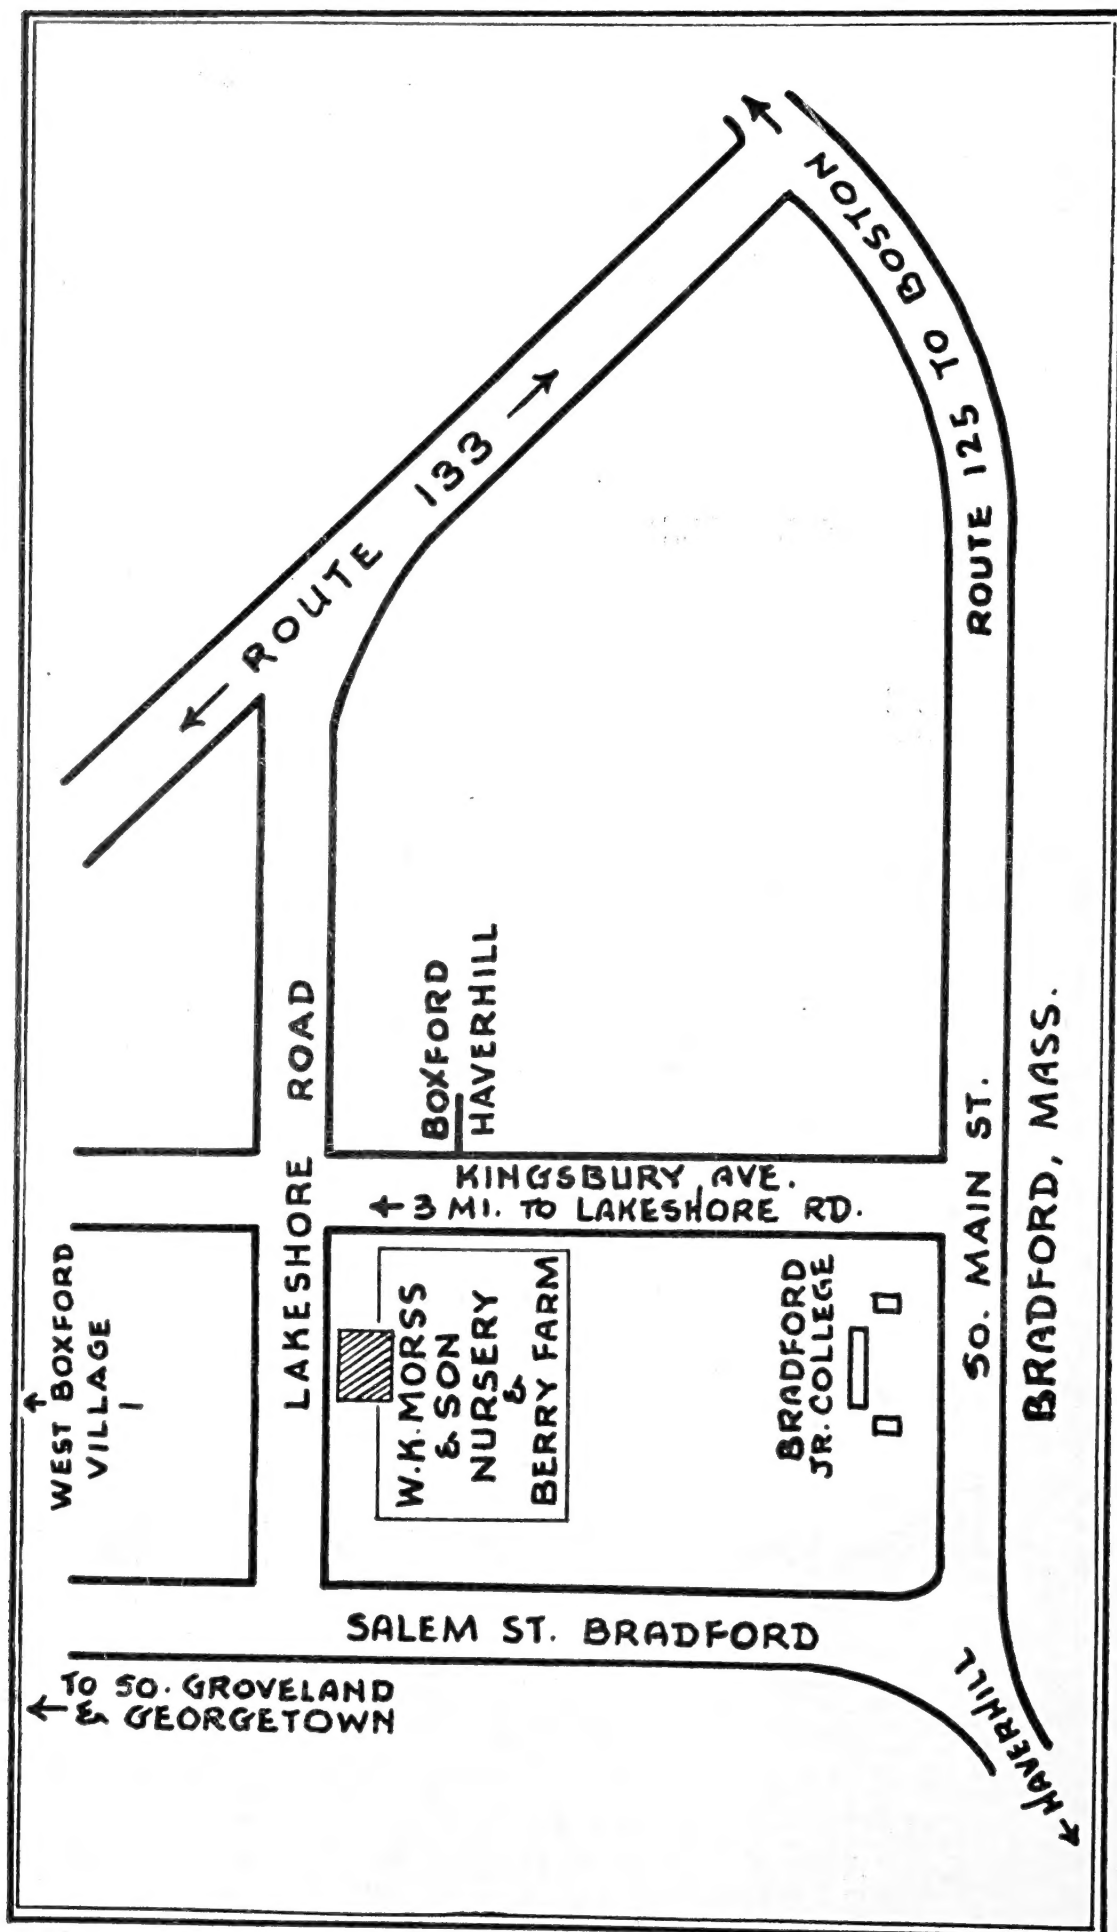 WEST BOXFORD
VILLAGE
LAKESHORE ROAD
← ROUTE 133 →
BOXFORD
HAVERHILL
KINGSBURY AVE.
← 3 MI. TO LAKESHORE RD.
W.K. MORSS
& SON
NURSERY
&
BERRY FARM
BRADFORD
JR. COLLEGE
SALEM ST. BRADFORD
TO SO. GROVELAND
& GEORGETOWN
← HAVERHILL
SO. MAIN ST.
ROUTE 125 TO BOSTON →
BRADFORD, MASS.